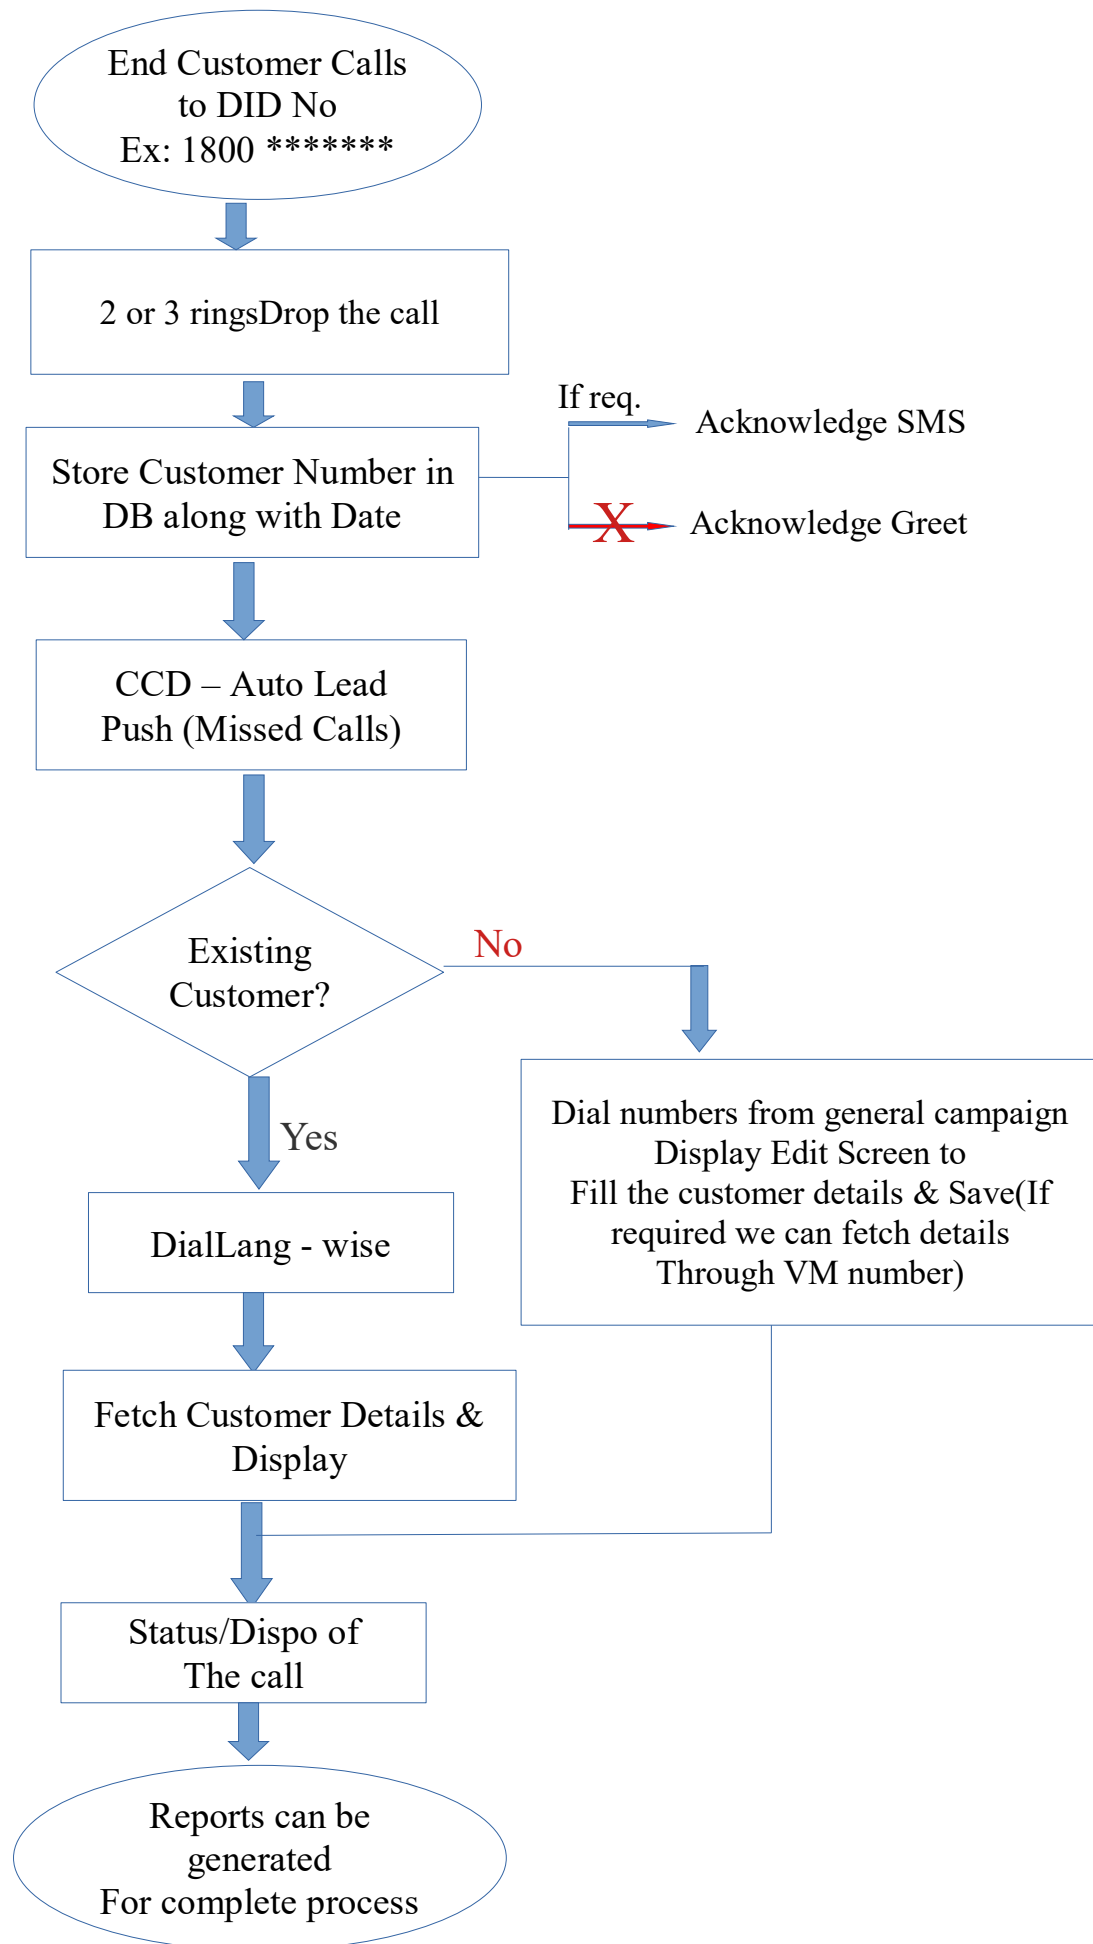 End Customer Calls
to DID No
Ex: 1800 *******
2 or 3 ringsDrop the call
If req.
Acknowledge SMS
Store Customer Number in
DB along with Date
X
Acknowledge Greet
CCD – Auto Lead
Push (Missed Calls)
Existing
Customer?
No
Yes
Dial numbers from general campaign
Display Edit Screen to
Fill the customer details & Save(If
required we can fetch details
Through VM number)
DialLang - wise
Fetch Customer Details &
Display
Status/Dispo of
The call
Reports can be
generated
For complete process